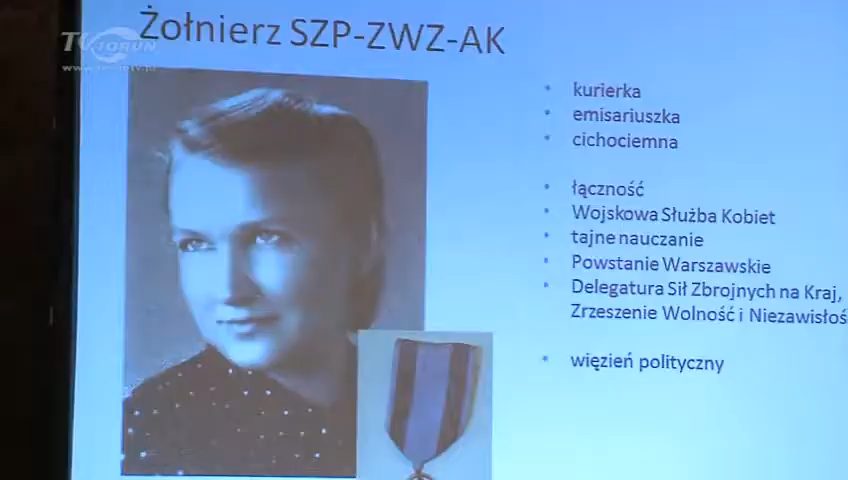 Żołnierz SZP-ZWZ-AK
TV TORUŃ
• kurierka
• emisariuszka
• cichociemna
• łączność
• Wojskowa Służba Kobiet
• tajne nauczanie
• Powstanie Warszawskie
• Delegatura Sił Zbrojnych na Kraj,
Zrzeszenie Wolność i Niezawisłoś
• więzień polityczny